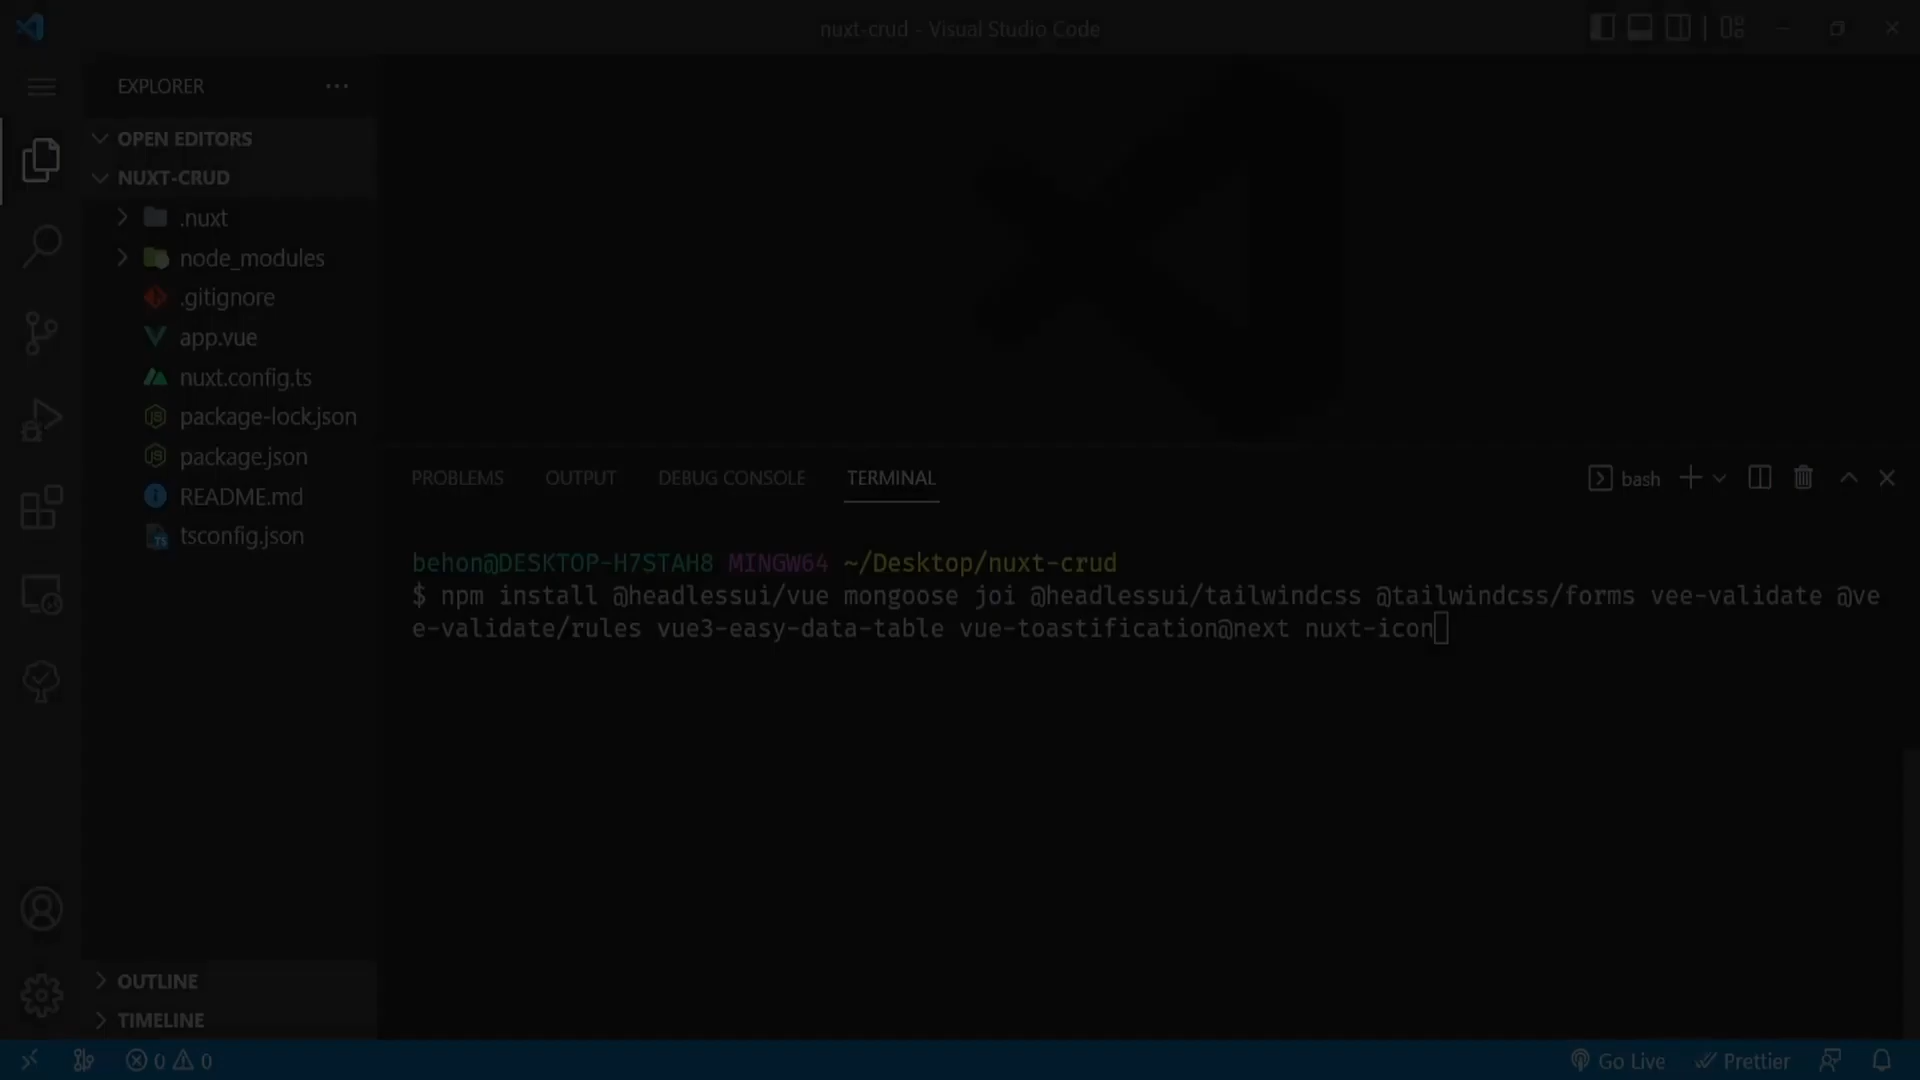 nuxt-crud - Visual Studio Code
EXPLORER
OPEN EDITORS
NUXT-CRUD
.nuxt
node_modules
.gitignore
app.vue
nuxt.config.ts
package-lock.json
package.json
README.md
tsconfig.json
OUTLINE
TIMELINE
PROBLEMS OUTPUT DEBUG CONSOLE TERMINAL
bash
behon@DESKTOP-H7STAH8 MINGW64 ~/Desktop/nuxt-crud
$ npm install @headlessui/vue mongoose joi @headlessui/tailwindcss @tailwindcss/forms vee-validate @ve
e-validate/rules vue3-easy-data-table vue-toastification@next nuxt-icon
0 0
Go Live Prettier